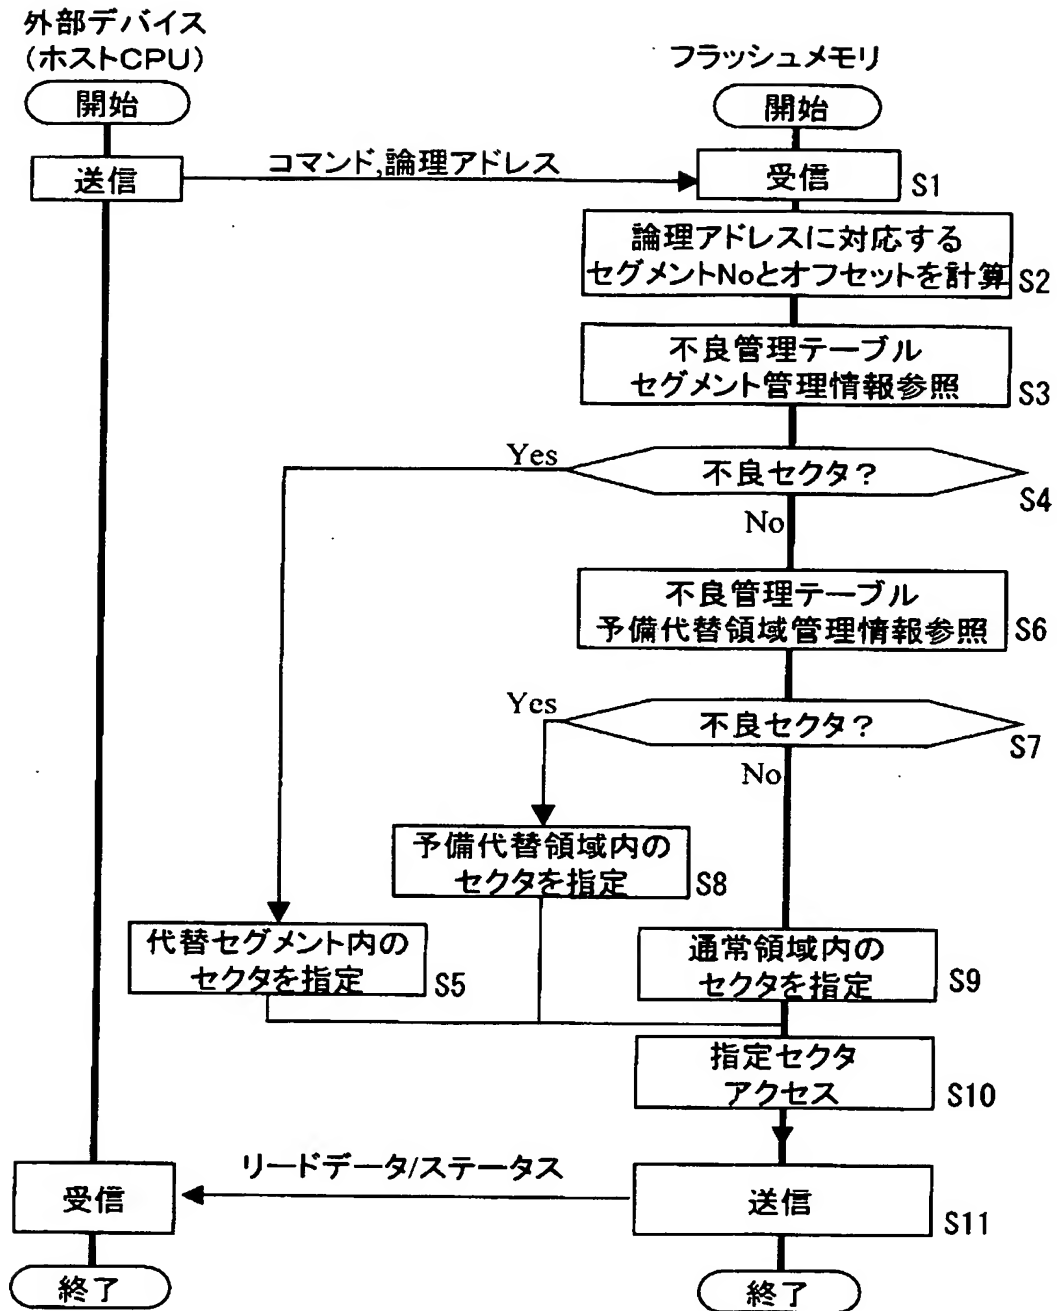 外部デバイス
(ホストCPU)
フラッシュメモリ
開始
開始
送信
コマンド,論理アドレス
受信
S1
論理アドレスに対応する
セグメントNoとオフセットを計算
S2
不良管理テーブル
セグメント管理情報参照
S3
Yes
不良セクタ？
S4
No
不良管理テーブル
予備代替領域管理情報参照
S6
Yes
不良セクタ？
S7
No
予備代替領域内の
セクタを指定
S8
代替セグメント内の
セクタを指定
S5
通常領域内の
セクタを指定
S9
指定セクタ
アクセス
S10
リードデータ/ステータス
受信
送信
S11
終了
終了